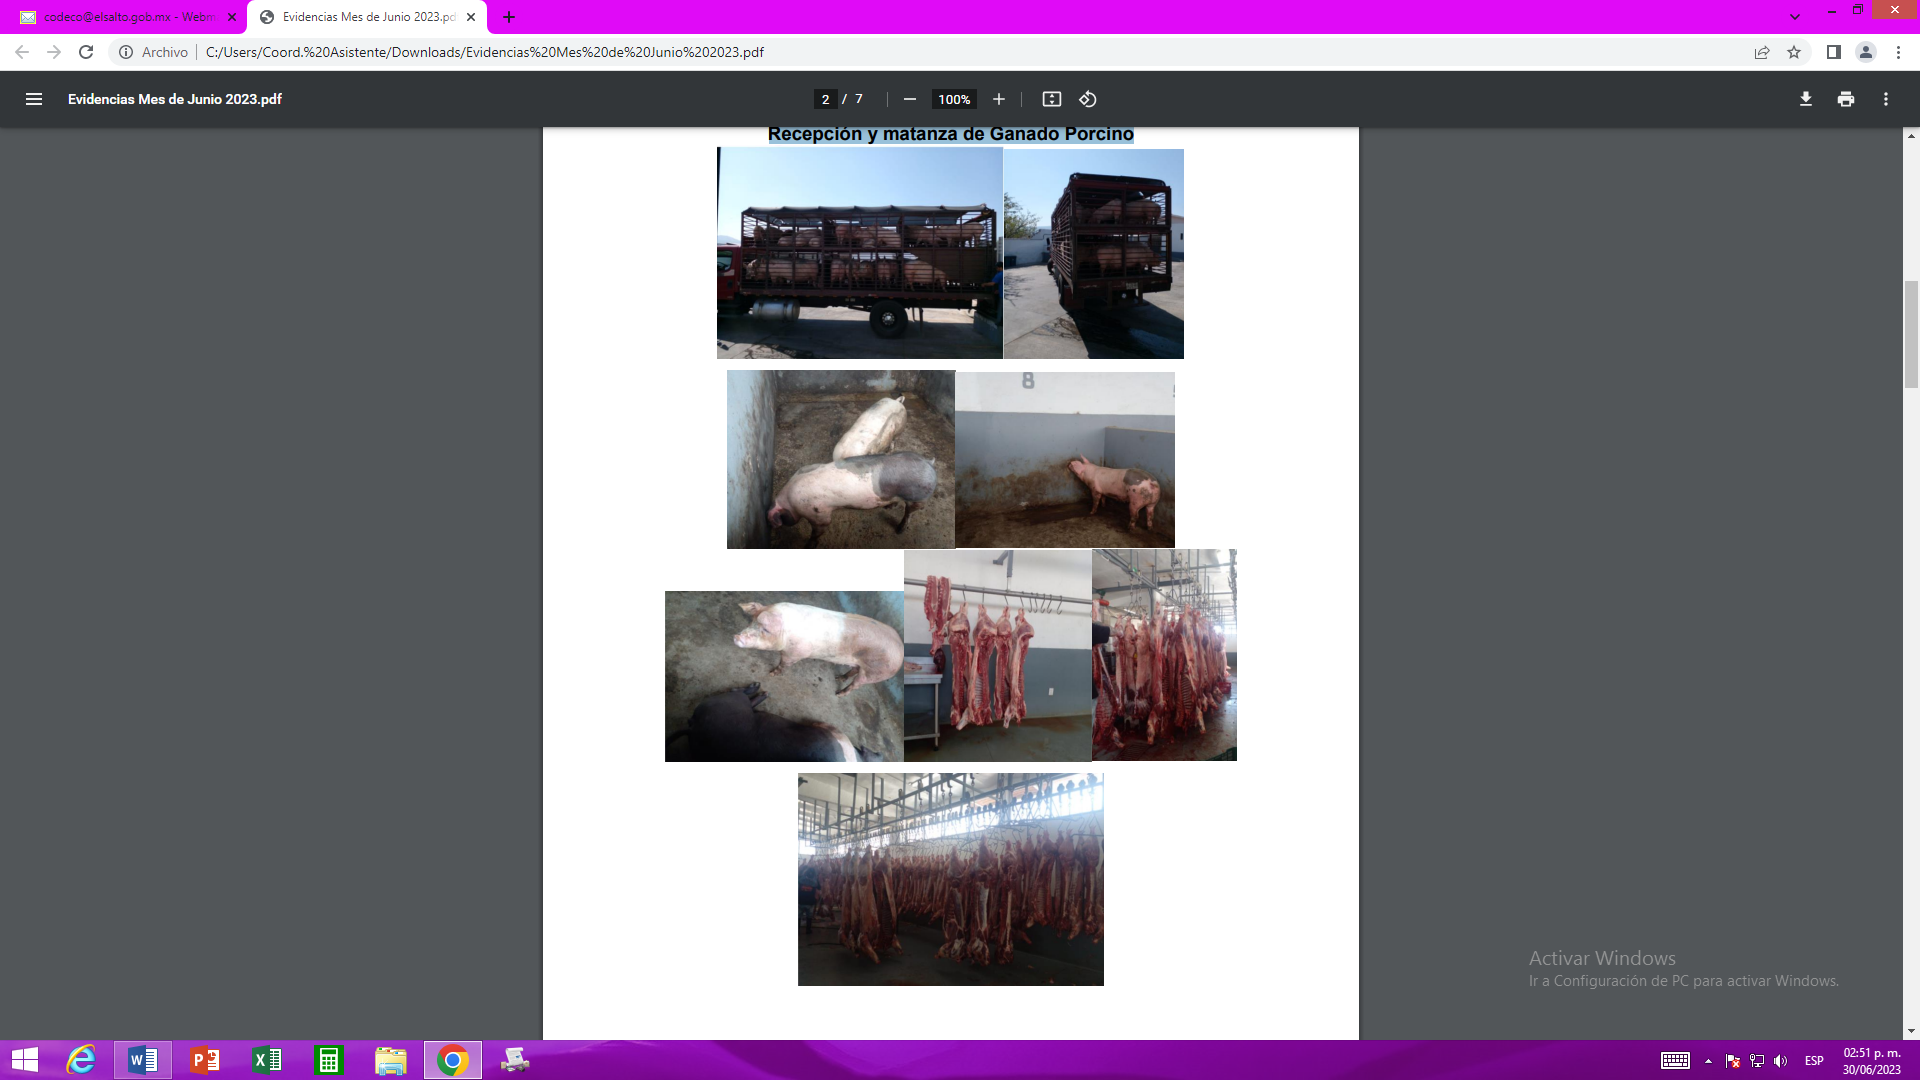 codeco@elsalto.gob.mx - Webm
Evidencias Mes de Junio 2023.pd
Archivo
C:/Users/Coord.%20Asistente/Downloads/Evidencias%20Mes%20de%20Junio%202023.pdf
Evidencias Mes de Junio 2023.pdf
2 / 7
100%
Recepción y matanza de Ganado Porcino
8
Activar Windows
Ir a Configuración de PC para activar Windows.
ESP
02:51 p. m.
30/06/2023